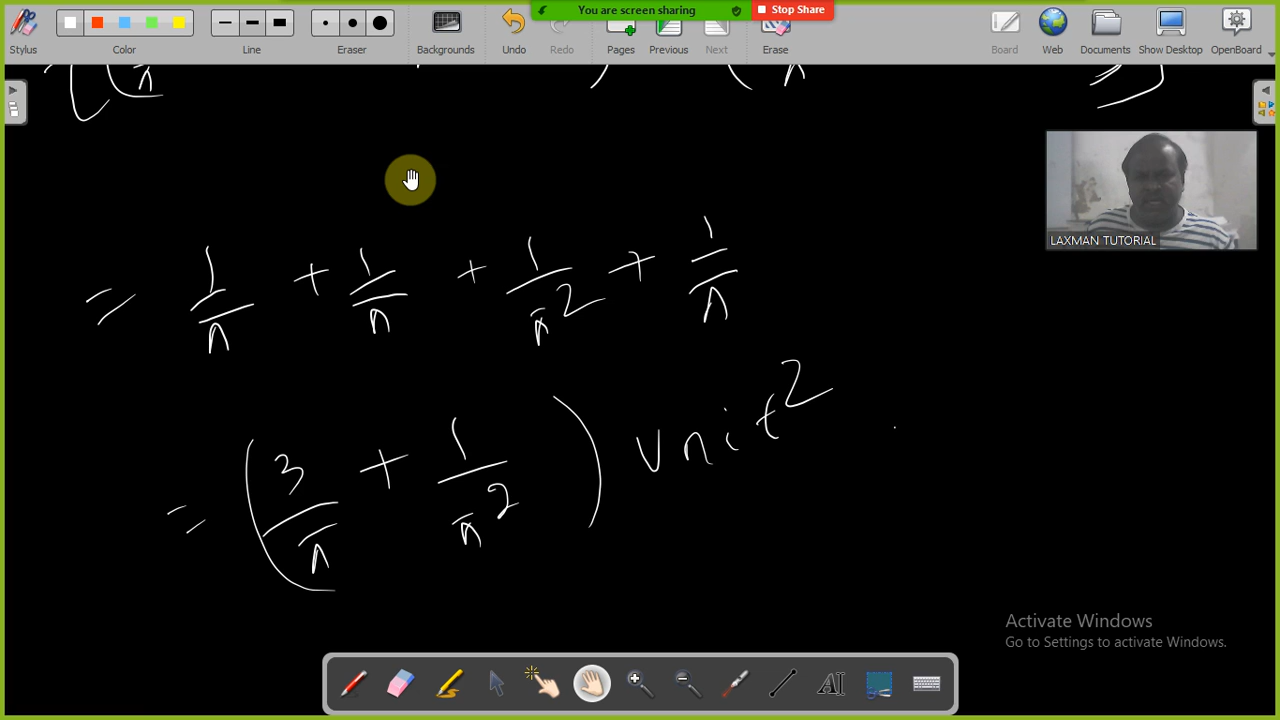 You are screen sharing Stop Share
Stylus Color Line Eraser Backgrounds Undo Redo Pages Previous Next Erase Board Web Documents Show Desktop OpenBoard
LAXMAN TUTORIAL
= 1/π + 1/π + 1/π² + 1/π
= (3/π + 1/π²) Unit²
Activate Windows
Go to Settings to activate Windows.